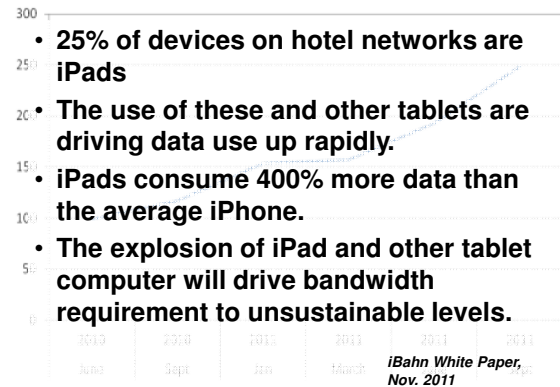 300
• 25% of devices on hotel networks are
250
iPads
• The use of these and other tablets are
200
driving data use up rapidly.
150
• iPads consume 400% more data than
100
the average iPhone.
• The explosion of iPad and other tablet
50
computer will drive bandwidth
0
requirement to unsustainable levels.
2010 2010 2011 2011 2011 2011
June Sept Jan March Sept
iBahn White Paper,
Nov. 2011